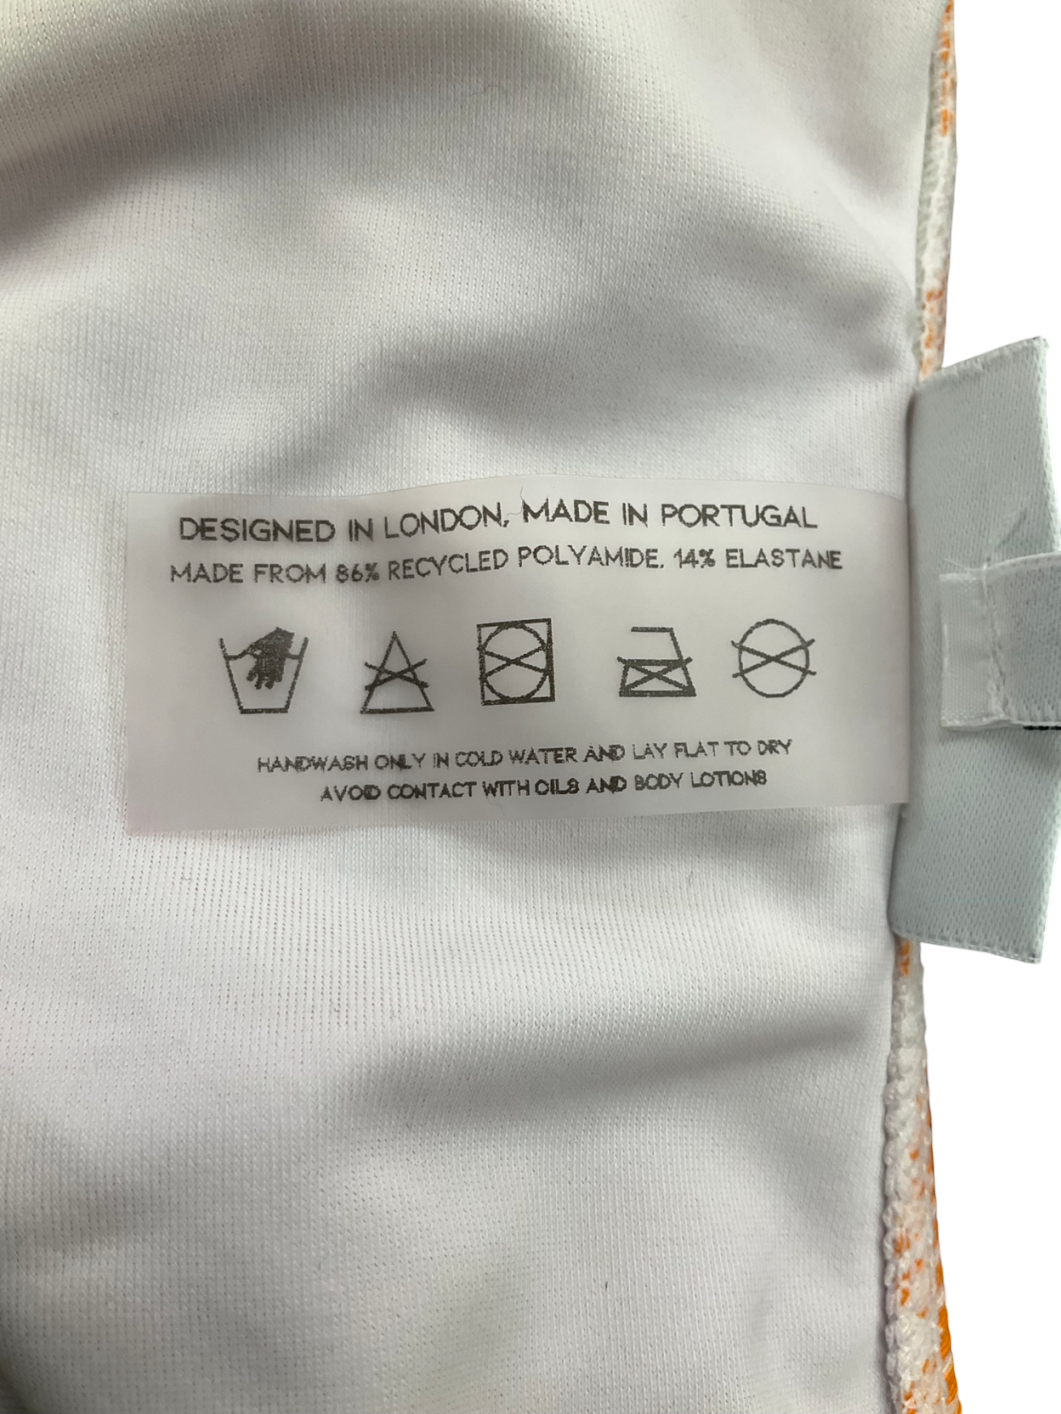 DESIGNED IN LONDON, MADE IN PORTUGAL
MADE FROM 86% RECYCLED POLYAMIDE. 14% ELASTANE
HANDWASH ONLY IN COLD WATER AND LAY FLAT TO DRY
AVOID CONTACT WITH OILS AND BODY LOTIONS